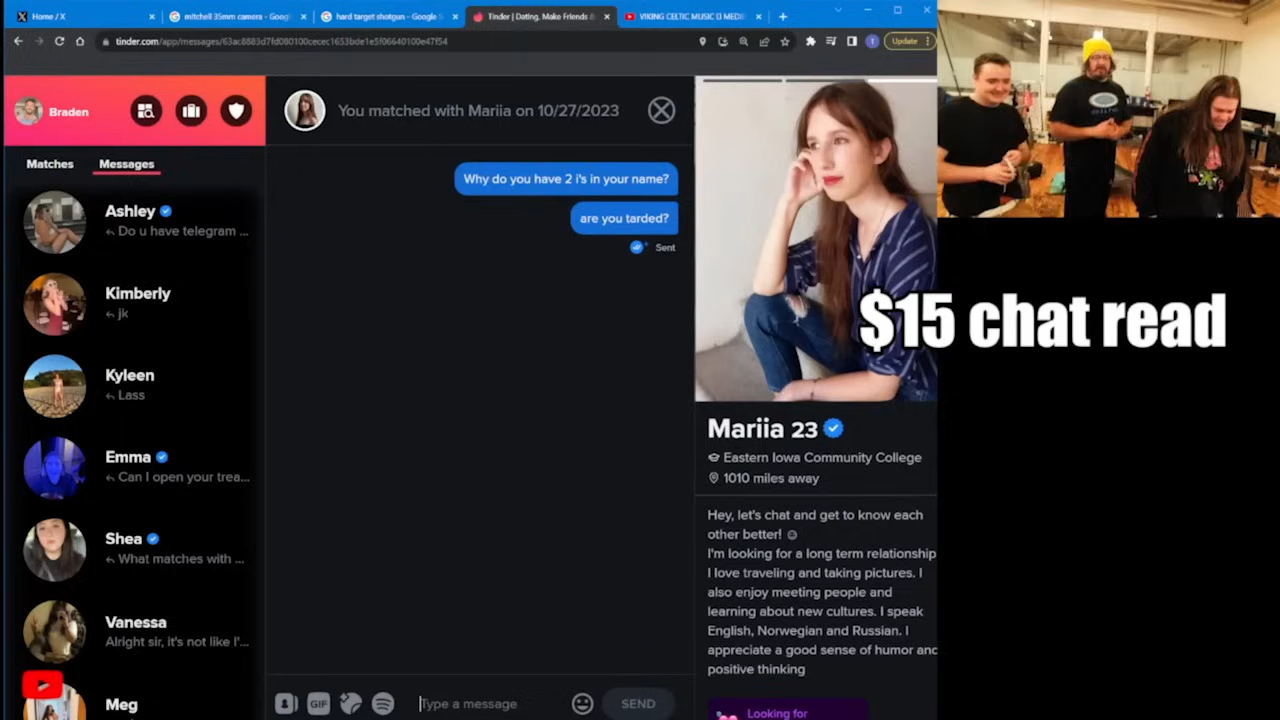 Home / X
mitchell 35mm camera - Goog
hard target shotgun - Google S
Tinder | Dating, Make Friends &
VIKING CELTIC MUSIC
MEDIE
tinder.com/app/messages/63ac8883d7fd080100cecec1653bde1e5f06640100e47f54
Update
Braden
You matched with Mariia on 10/27/2023
Matches
Messages
Ashley
Do u have telegram ...
Kimberly
jk
Kyleen
Lass
Emma
Can I open your trea...
Shea
What matches with ...
Vanessa
Alright sir, it's not like I'...
Meg
Why do you have 2 i's in your name?
are you tarded?
Sent
GIF
Type a message
SEND
$15 chat read
Mariia 23
Eastern Iowa Community College
1010 miles away
Hey, let's chat and get to know each
other better! ☺
I'm looking for a long term relationship
I love traveling and taking pictures. I
also enjoy meeting people and
learning about new cultures. I speak
English, Norwegian and Russian. I
appreciate a good sense of humor and
positive thinking
Looking for